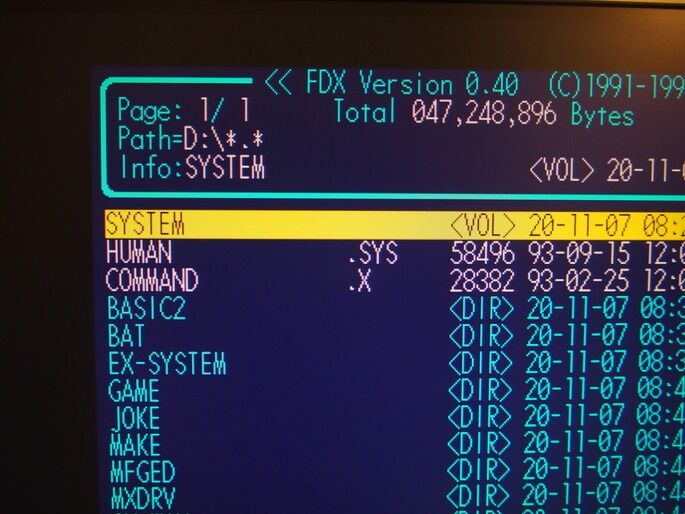 << FDX Version 0.40 (C)1991-199
Page: 1/ 1 Total 047,248,896 Bytes
Path=D:\*.*
Info:SYSTEM <VOL> 20-11-0
SYSTEM <VOL> 20-11-07 08:2
HUMAN .SYS 58496 93-09-15 12:0
COMMAND .X 28382 93-02-25 12:0
BASIC2 <DIR> 20-11-07 08:3
BAT <DIR> 20-11-07 08:3
EX-SYSTEM <DIR> 20-11-07 08:3
GAME <DIR> 20-11-07 08:4
JOKE <DIR> 20-11-07 08:4
MAKE <DIR> 20-11-07 08:4
MFGED <DIR> 20-11-07 08:4
MXDRV <DIR> 20-11-07 08:4